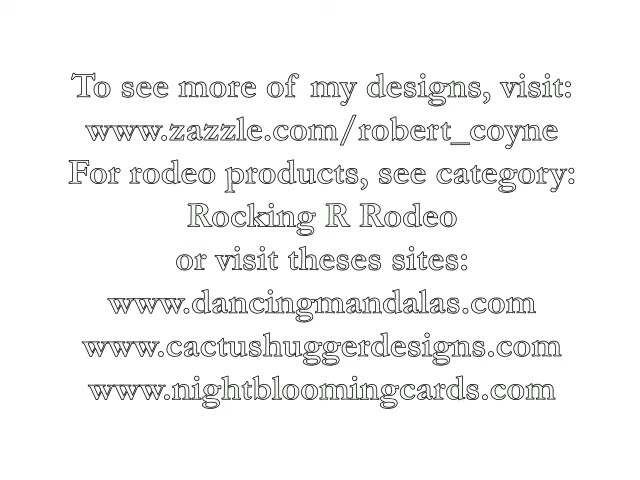 To see more of my designs, visit:
www.zazzle.com/robert_coyne
For rodeo products, see category:
Rocking R Rodeo
or visit theses sites:
www.dancingmandalas.com
www.cactushuggerdesigns.com
www.nightbloomingcards.com